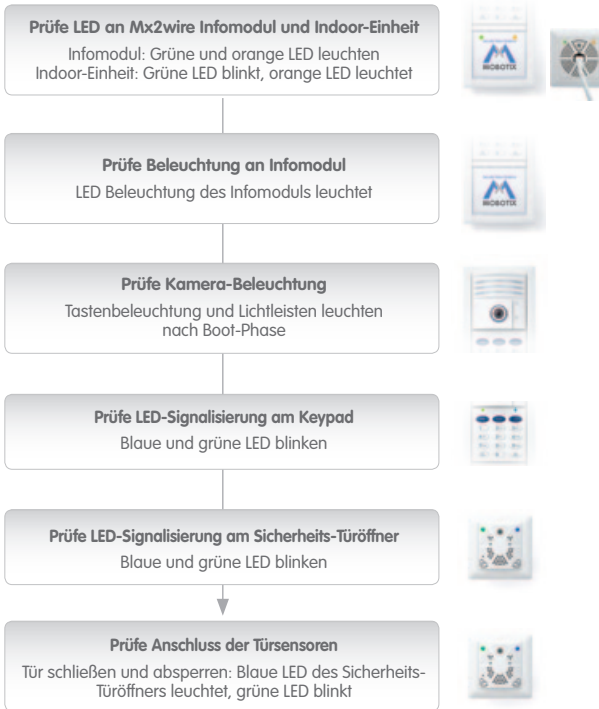 Prüfe LED an Mx2wire Infomodul und Indoor-Einheit
Infomodul: Grüne und orange LED leuchten
Indoor-Einheit: Grüne LED blinkt, orange LED leuchtet
MOBOTIX
Prüfe Beleuchtung an Infomodul
LED Beleuchtung des Infomoduls leuchtet
MOBOTIX
Prüfe Kamera-Beleuchtung
Tastenbeleuchtung und Lichtleisten leuchten
nach Boot-Phase
Prüfe LED-Signalisierung am Keypad
Blaue und grüne LED blinken
Prüfe LED-Signalisierung am Sicherheits-Türöffner
Blaue und grüne LED blinken
Prüfe Anschluss der Türsensoren
Tür schließen und absperren: Blaue LED des Sicherheits-
Türöffners leuchtet, grüne LED blinkt